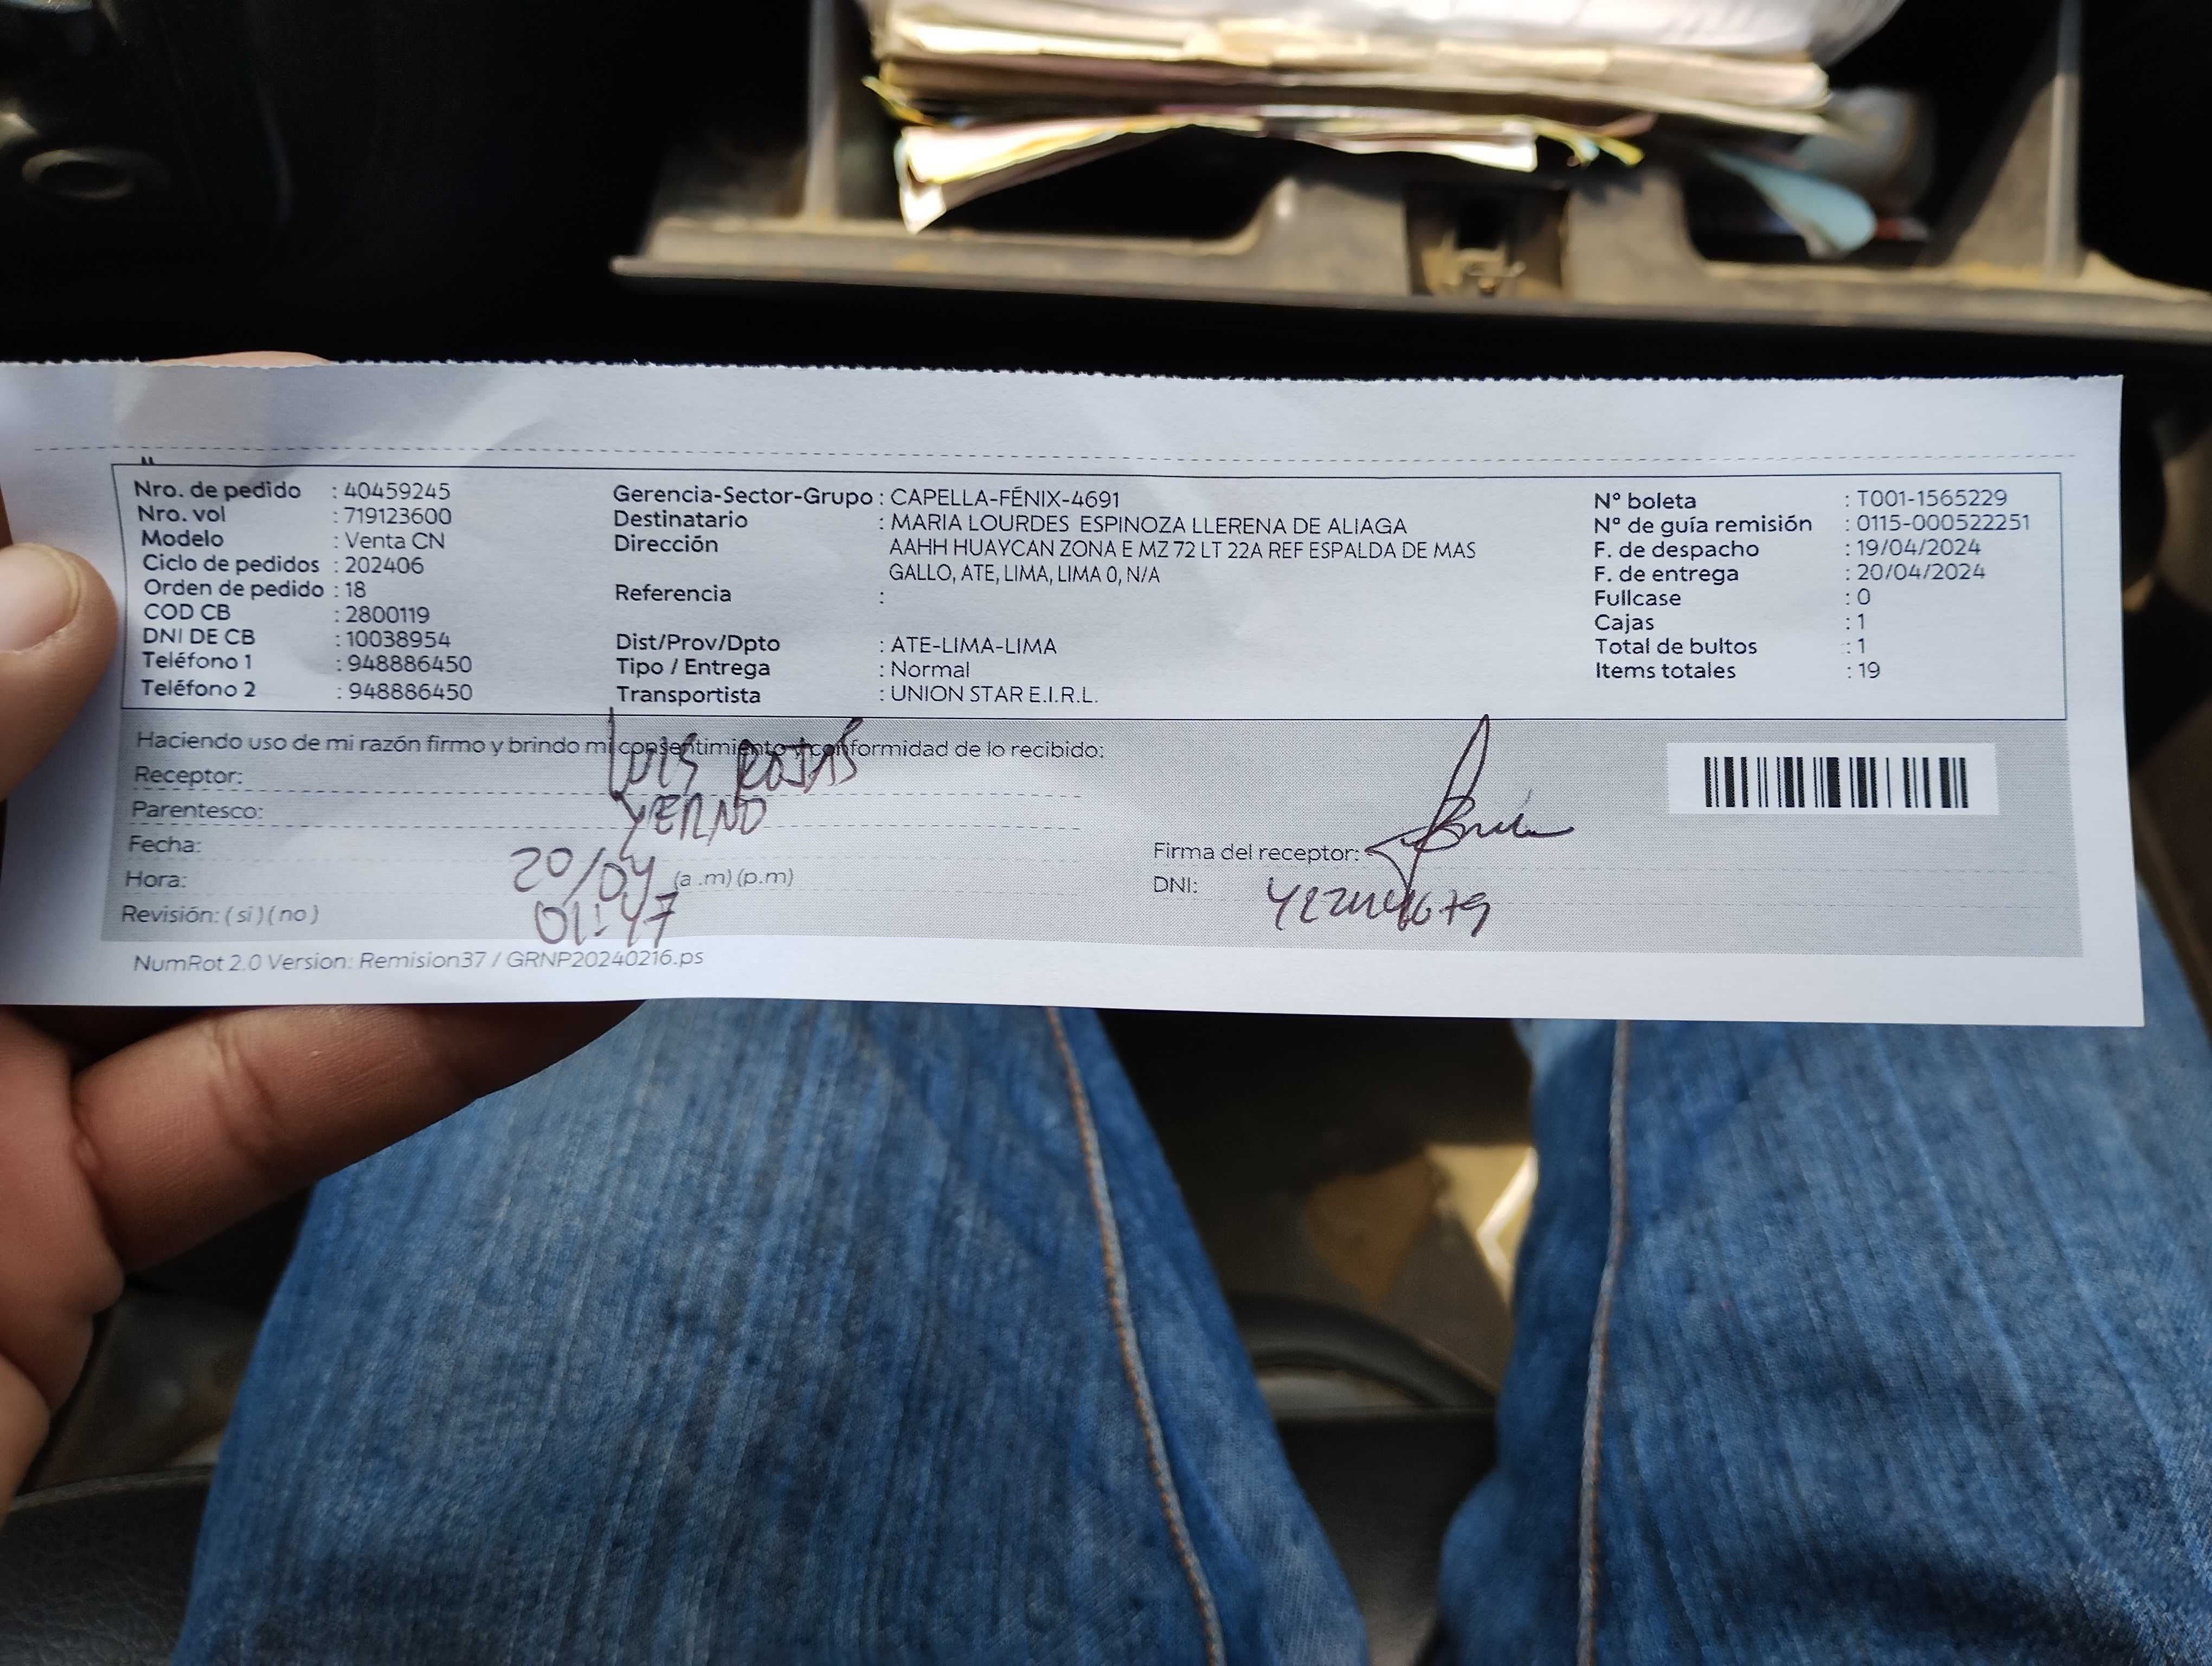 Nro. de pedido : 40459245
Nro. vol : 719123600
Modelo : Venta CN
Ciclo de pedidos : 202406
Orden de pedido : 18
COD CB : 2800119
DNI DE CB : 10038954
Teléfono 1 : 948886450
Teléfono 2 : 948886450
Gerencia-Sector-Grupo : CAPELLA-FÉNIX-4691
Destinatario : MARIA LOURDES ESPINOZA LLERENA DE ALIAGA
Dirección AAHH HUAYCAN ZONA E MZ 72 LT 22A REF ESPALDA DE MAS
GALLO, ATE, LIMA, LIMA 0, N/A
Referencia :
Dist/Prov/Dpto : ATE-LIMA-LIMA
Tipo / Entrega : Normal
Transportista : UNION STAR E.I.R.L.
N° boleta : T001-1565229
N° de guía remisión : 0115-000522251
F. de despacho : 19/04/2024
F. de entrega : 20/04/2024
Fullcase : 0
Cajas : 1
Total de bultos : 1
Items totales : 19
Haciendo uso de mi razón firmo y brindo mi consentimiento y conformidad de lo recibido:
Receptor: LUIS ROJAS
Parentesco: YERNO
Fecha: 20/04
Hora: 01:47 (a .m) (p.m)
Revisión: ( si ) ( no )
Firma del receptor:
DNI:
NumRot 2.0 Version: Remision37 / GRNP20240216.ps